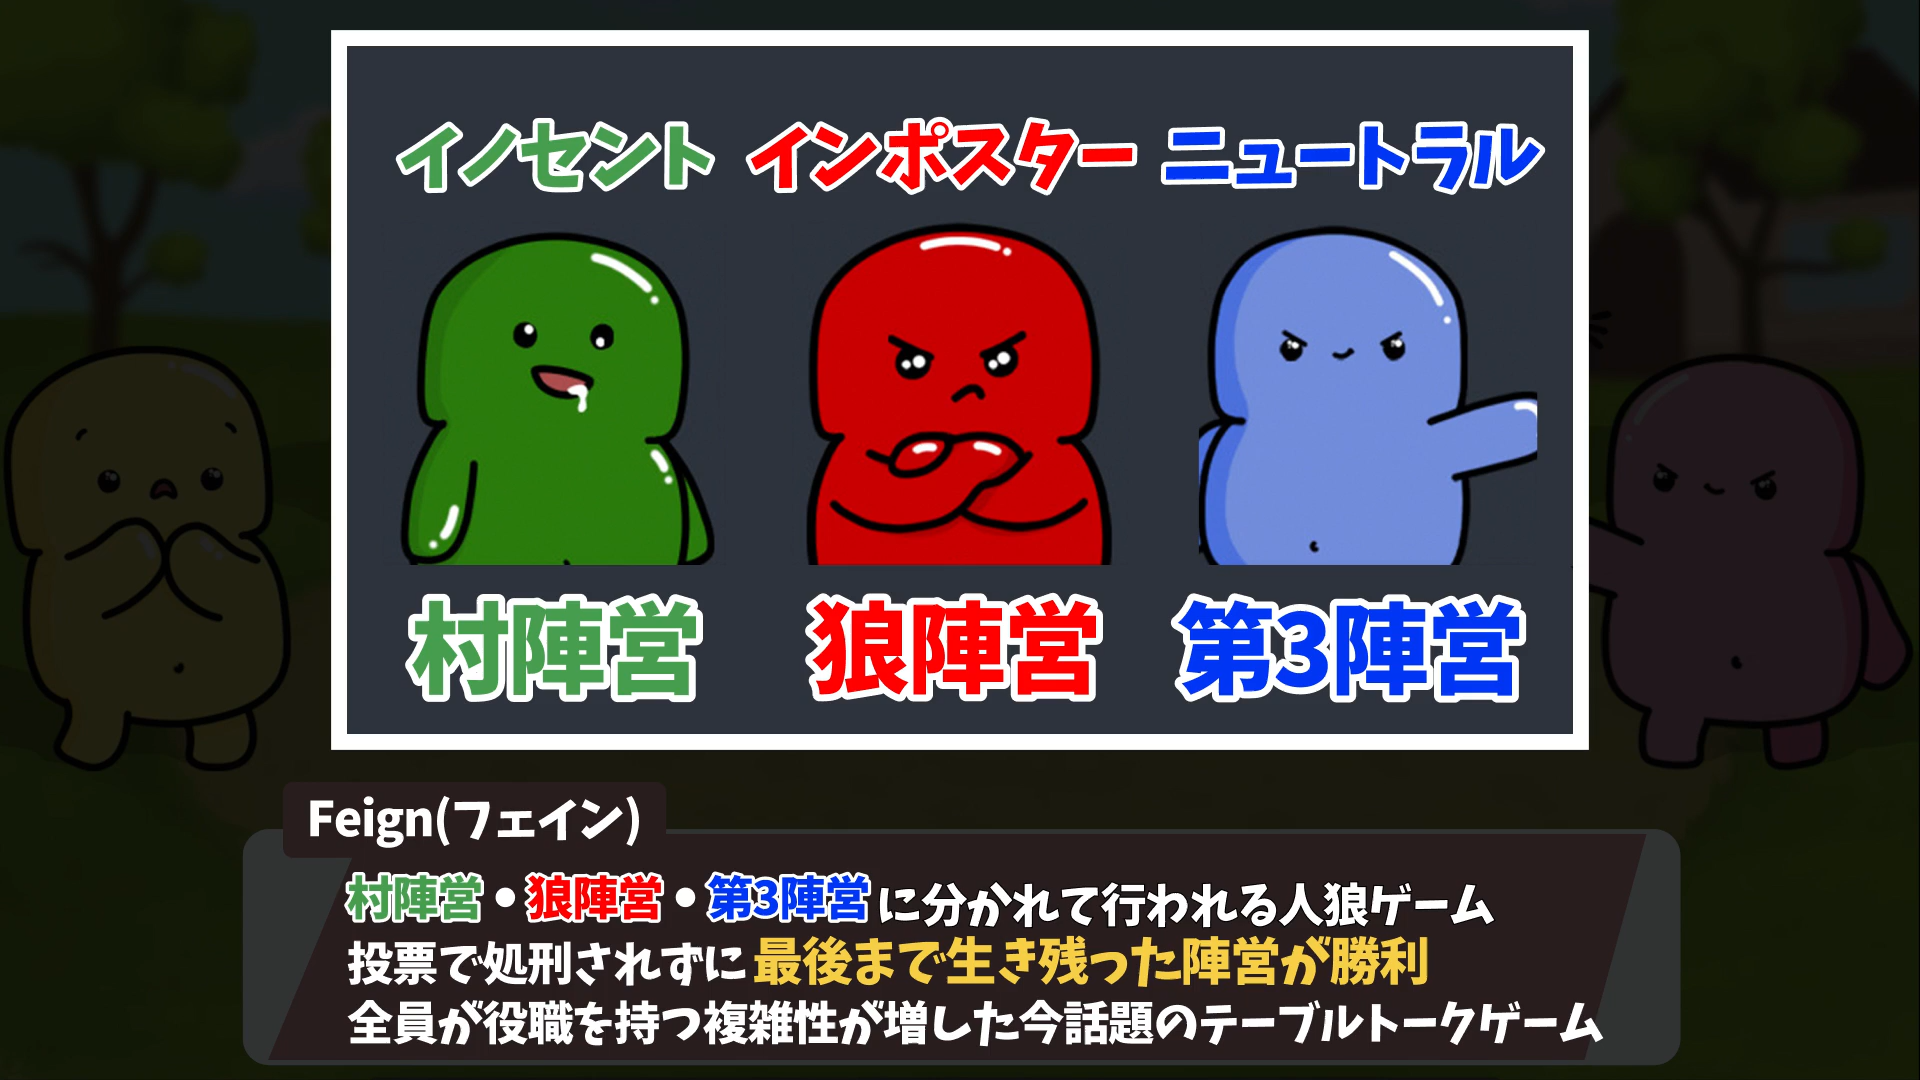 イノセント インポスター ニュートラル
村陣営 狼陣営 第3陣営
Feign(フェイン)
村陣営・狼陣営・第3陣営に分かれて行われる人狼ゲーム
投票で処刑されずに最後まで生き残った陣営が勝利
全員が役職を持つ複雑性が増した今話題のテーブルトークゲーム